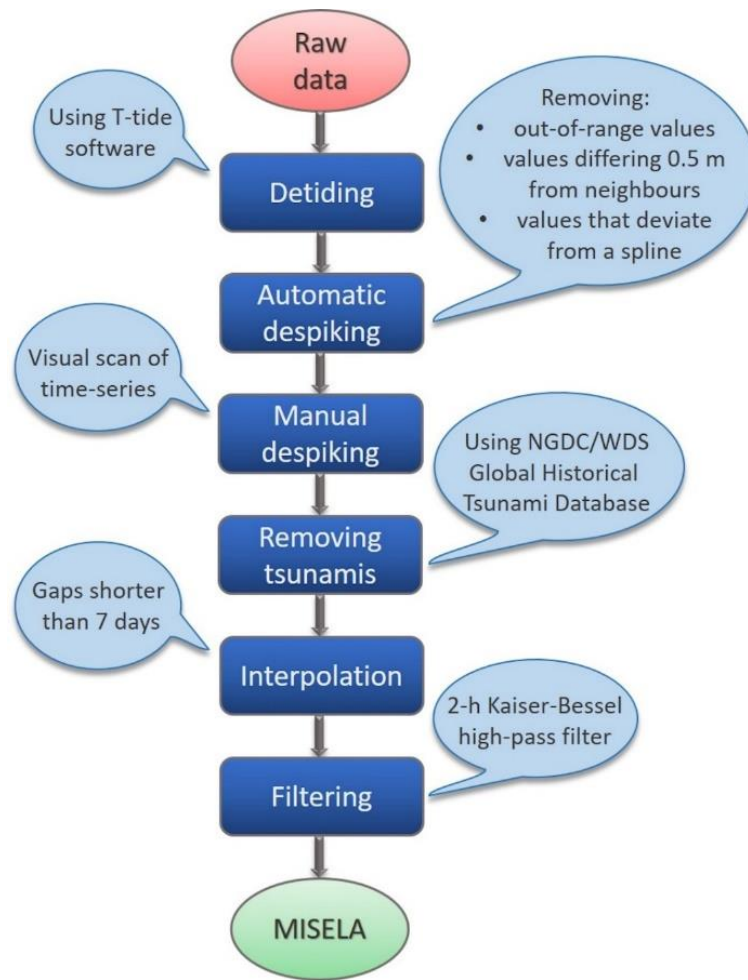 Raw
data
Using T-tide
software
Detiding
Removing:
• out-of-range values
• values differing 0.5 m
from neighbours
• values that deviate
from a spline
Automatic
despiking
Visual scan of
time-series
Manual
despiking
Using NGDC/WDS
Global Historical
Tsunami Database
Removing
tsunamis
Gaps shorter
than 7 days
Interpolation
2-h Kaiser-Bessel
high-pass filter
Filtering
MISELA